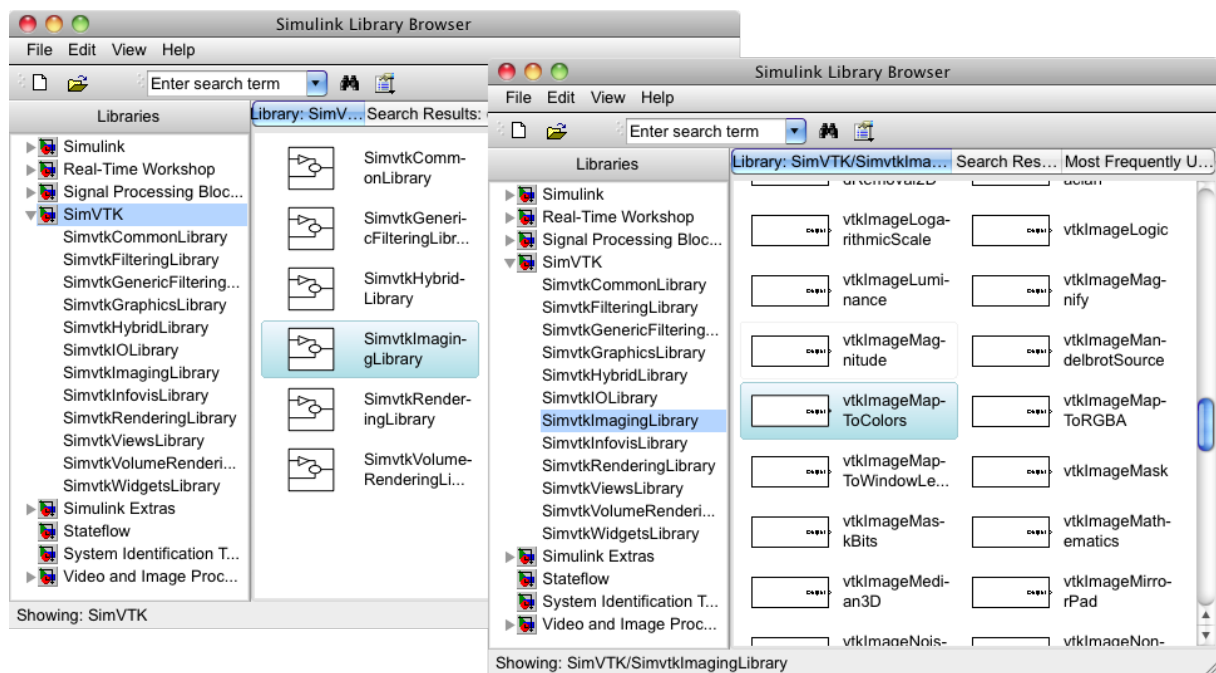 Simulink Library Browser
File Edit View Help
Enter search term
Libraries
Library: SimV... Search Results:
Simulink
Real-Time Workshop
Signal Processing Bloc...
SimVTK
SimvtkCommonLibrary
SimvtkFilteringLibrary
SimvtkGenericFiltering...
SimvtkGraphicsLibrary
SimvtkHybridLibrary
SimvtkIOLibrary
SimvtkImagingLibrary
SimvtkInfovisLibrary
SimvtkRenderingLibrary
SimvtkViewsLibrary
SimvtkVolumeRenderi...
SimvtkWidgetsLibrary
Simulink Extras
Stateflow
System Identification T...
Video and Image Proc...
SimvtkComm-
onLibrary
SimvtkGeneri-
cFilteringLibr...
SimvtkHybrid-
Library
SimvtkImagin-
gLibrary
SimvtkRender-
ingLibrary
SimvtkVolume-
RenderingLi...
Showing: SimVTK
Simulink Library Browser
File Edit View Help
Enter search term
Libraries
Library: SimVTK/SimvtkIma... Search Res... Most Frequently U...
Simulink
Real-Time Workshop
Signal Processing Bloc...
SimVTK
SimvtkCommonLibrary
SimvtkFilteringLibrary
SimvtkGenericFiltering...
SimvtkGraphicsLibrary
SimvtkHybridLibrary
SimvtkIOLibrary
SimvtkImagingLibrary
SimvtkInfovisLibrary
SimvtkRenderingLibrary
SimvtkViewsLibrary
SimvtkVolumeRenderi...
SimvtkWidgetsLibrary
Simulink Extras
Stateflow
System Identification T...
Video and Image Proc...
vtkImageLoga-
rithmicScale
vtkImageLogic
vtkImageLumi-
nance
vtkImageMag-
nify
vtkImageMag-
nitude
vtkImageMan-
delbrotSource
vtkImageMap-
ToColors
vtkImageMap-
ToRGBA
vtkImageMap-
ToWindowLe...
vtkImageMask
vtkImageMas-
kBits
vtkImageMath-
ematics
vtkImageMedi-
an3D
vtkImageMirro-
rPad
vtkImageNois-
vtkImageNon-
Showing: SimVTK/SimvtkImagingLibrary